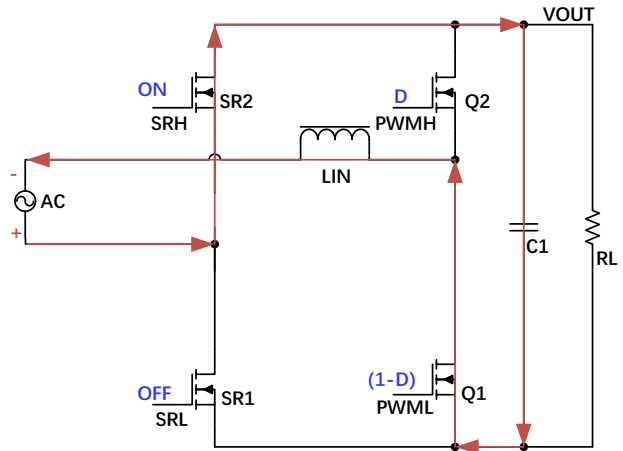 VOUT
ON
SR2
SRH
D
Q2
PWMH
LIN
-
AC
+
C1
RL
OFF
SR1
SRL
(1-D)
Q1
PWML